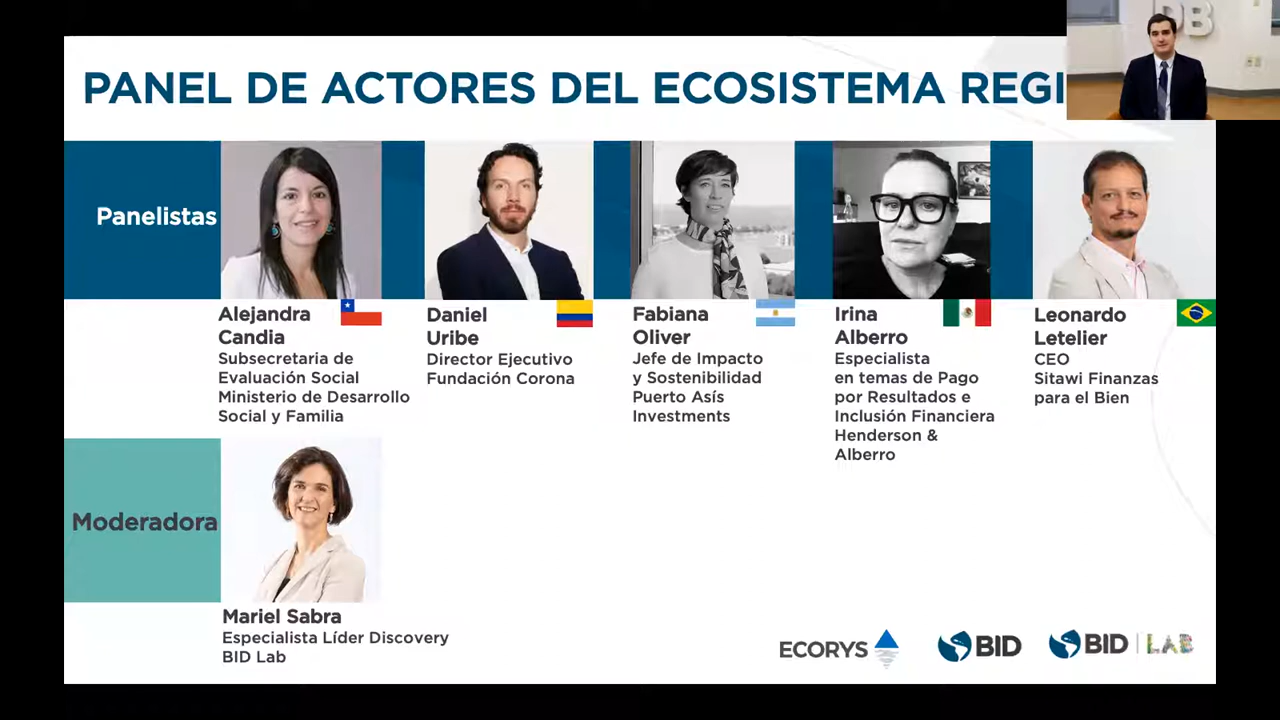 PANEL DE ACTORES DEL ECOSISTEMA REGI
DB
Panelistas
Alejandra
Candia
Subsecretaria de
Evaluación Social
Ministerio de Desarrollo
Social y Familia
Daniel
Uribe
Director Ejecutivo
Fundación Corona
Fabiana
Oliver
Jefe de Impacto
y Sostenibilidad
Puerto Asís
Investments
Irina
Alberro
Especialista
en temas de Pago
por Resultados e
Inclusión Financiera
Henderson &
Alberro
Leonardo
Letelier
CEO
Sitawi Finanzas
para el Bien
Moderadora
Mariel Sabra
Especialista Líder Discovery
BID Lab
ECORYS
BID
BID | LAB